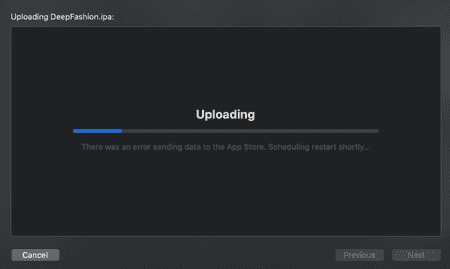 Uploading DeepFashion.ipa:
Uploading
There was an error sending data to the App Store. Scheduling restart shortly...
Cancel
Previous
Next